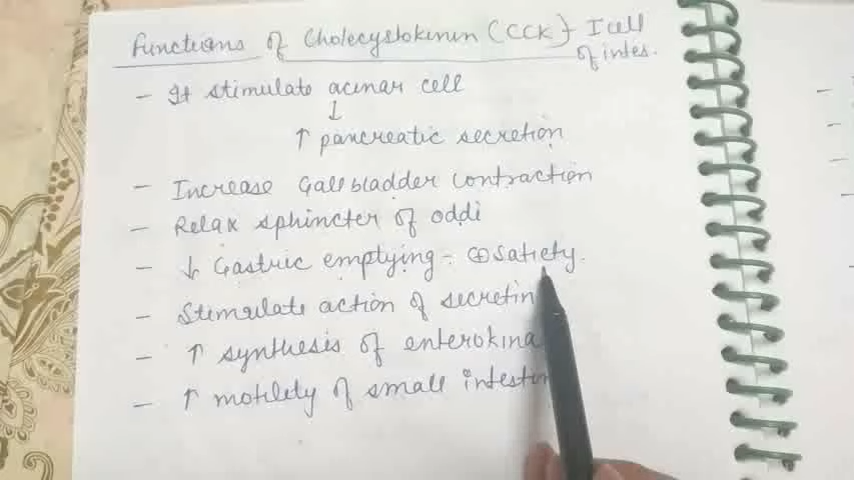 Functions of Cholecystokinin (CCK) - I cell
of intes.
- It stimulate acinar cell
↓
↑ pancreatic secretion
- Increase Gallbladder contraction
- Relax sphincter of oddi
- ↓ Gastric emptying - ⊕ satiety.
- Stimulate action of secretin
- ↑ synthesis of enterokina
- ↑ motility of small intestin